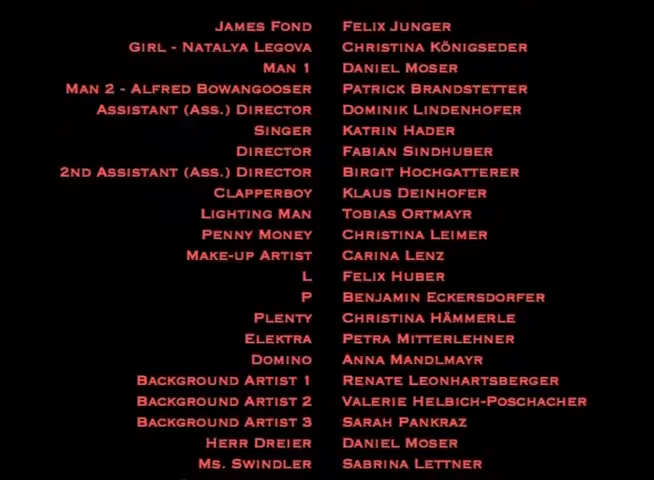 James Fond Felix Junger
Girl - Natalya Legova Christina Königseder
Man 1 Daniel Moser
Man 2 - Alfred Bowangooser Patrick Brandstetter
Assistant (Ass.) Director Dominik Lindenhofer
Singer Katrin Hader
Director Fabian Sindhuber
2nd Assistant (Ass.) Director Birgit Hochgatterer
Clapperboy Klaus Deinhofer
Lighting Man Tobias Ortmayr
Penny Money Christina Leimer
Make-up Artist Carina Lenz
L Felix Huber
P Benjamin Eckersdorfer
Plenty Christina Hämmerle
Elektra Petra Mitterlehner
Domino Anna Mandlmayr
Background Artist 1 Renate Leonhartsberger
Background Artist 2 Valerie Helbich-Poschacher
Background Artist 3 Sarah Pankraz
Herr Dreier Daniel Moser
Ms. Swindler Sabrina Lettner